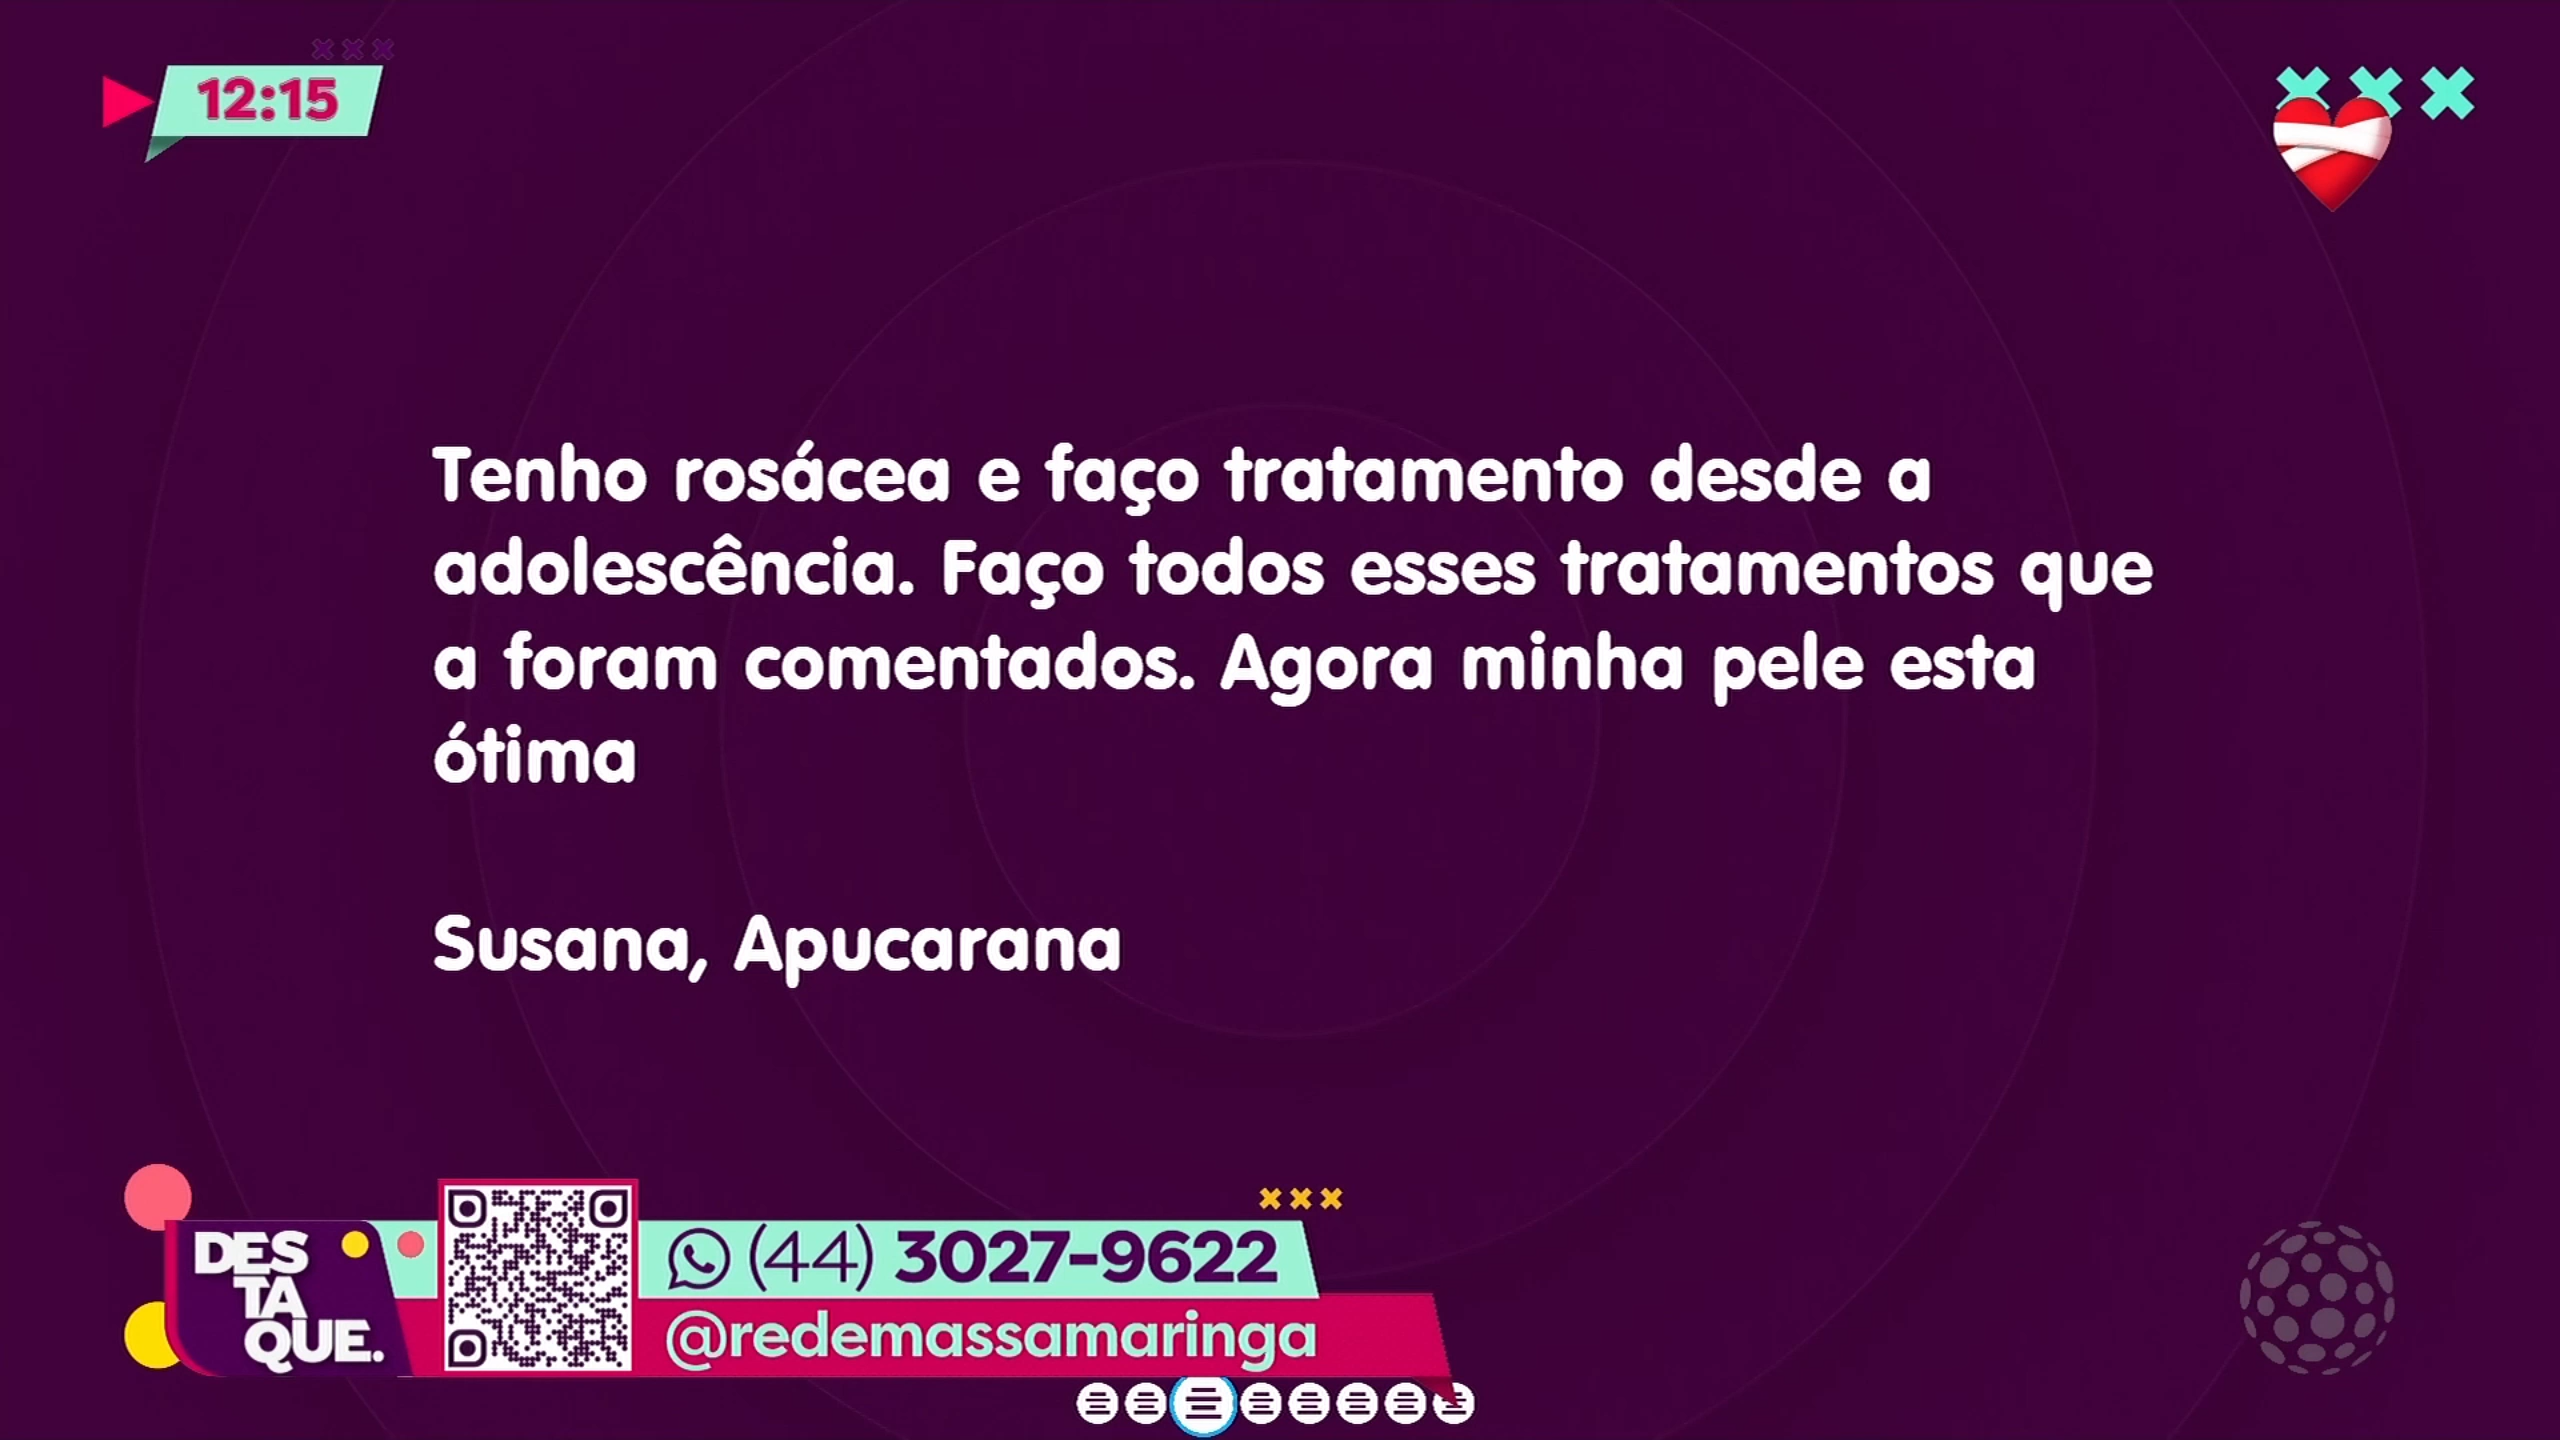 12:15
Tenho rosácea e faço tratamento desde a
adolescência. Faço todos esses tratamentos que
a foram comentados. Agora minha pele esta
ótima
Susana, Apucarana
DES
TA
QUE.
(44) 3027-9622
@redemassamaringa